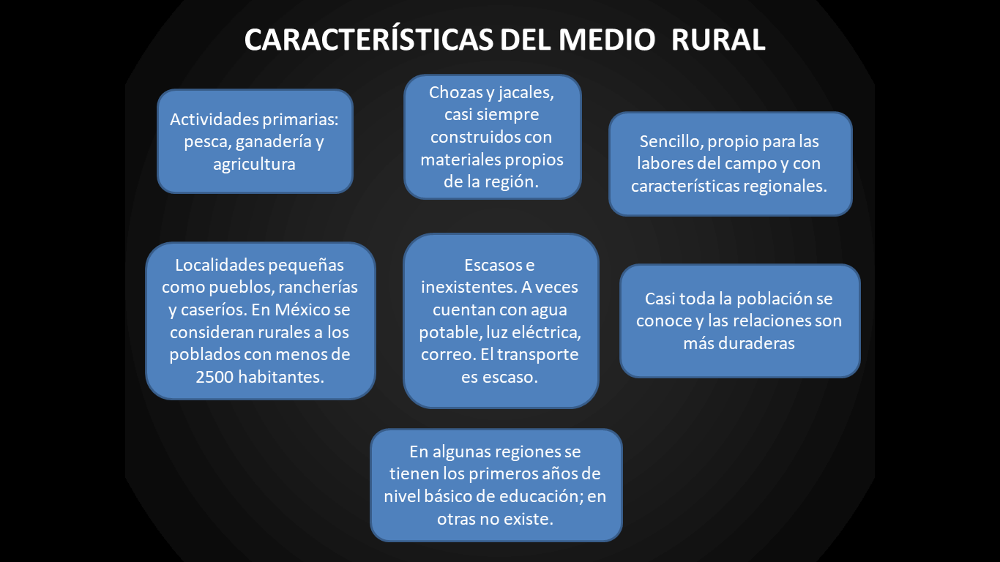 CARACTERÍSTICAS DEL MEDIO  RURAL
Actividades primarias:
pesca, ganadería y
agricultura
Chozas y jacales,
casi siempre
construidos con
materiales propios
de la región.
Sencillo, propio para las
labores del campo y con
características regionales.
Localidades pequeñas
como pueblos, rancherías
y caseríos. En México se
consideran rurales a los
poblados con menos de
2500 habitantes.
Escasos e
inexistentes. A veces
cuentan con agua
potable, luz eléctrica,
correo. El transporte
es escaso.
Casi toda la población se
conoce y las relaciones son
más duraderas
En algunas regiones se
tienen los primeros años de
nivel básico de educación; en
otras no existe.